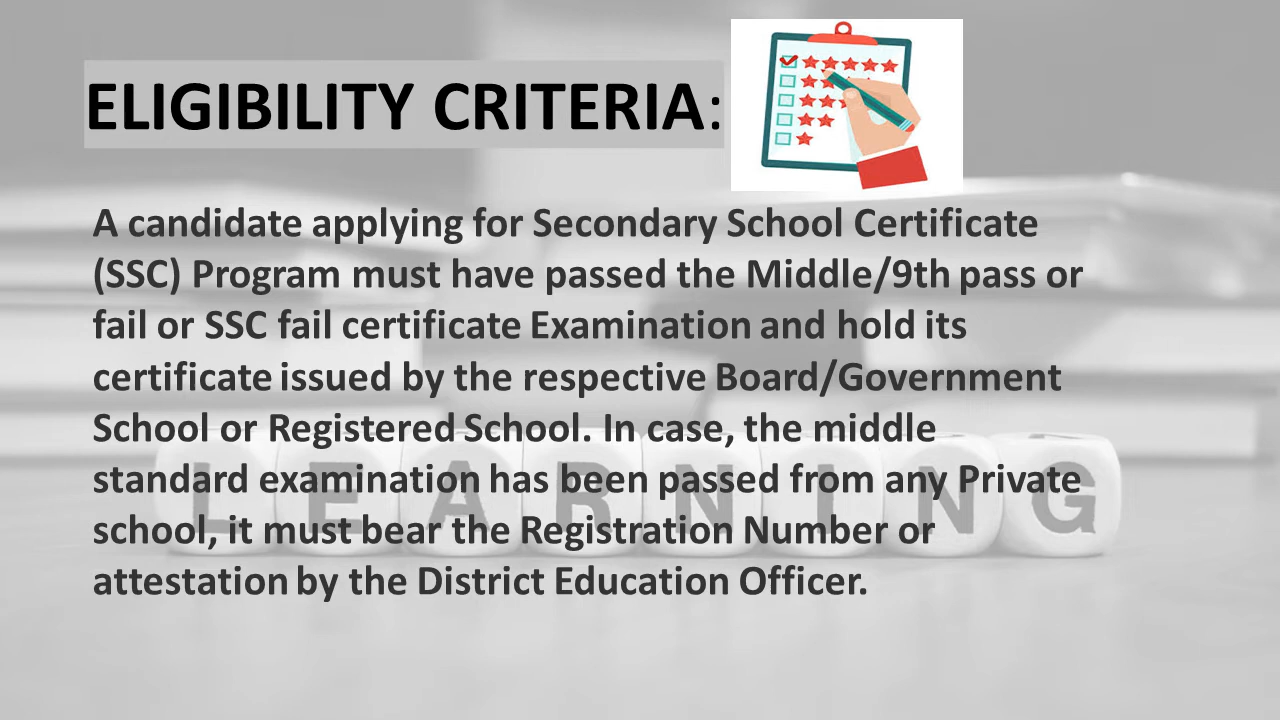 ELIGIBILITY CRITERIA:
A candidate applying for Secondary School Certificate
(SSC) Program must have passed the Middle/9th pass or
fail or SSC fail certificate Examination and hold its
certificate issued by the respective Board/Government
School or Registered School. In case, the middle
standard examination has been passed from any Private
school, it must bear the Registration Number or
attestation by the District Education Officer.
LEARNING